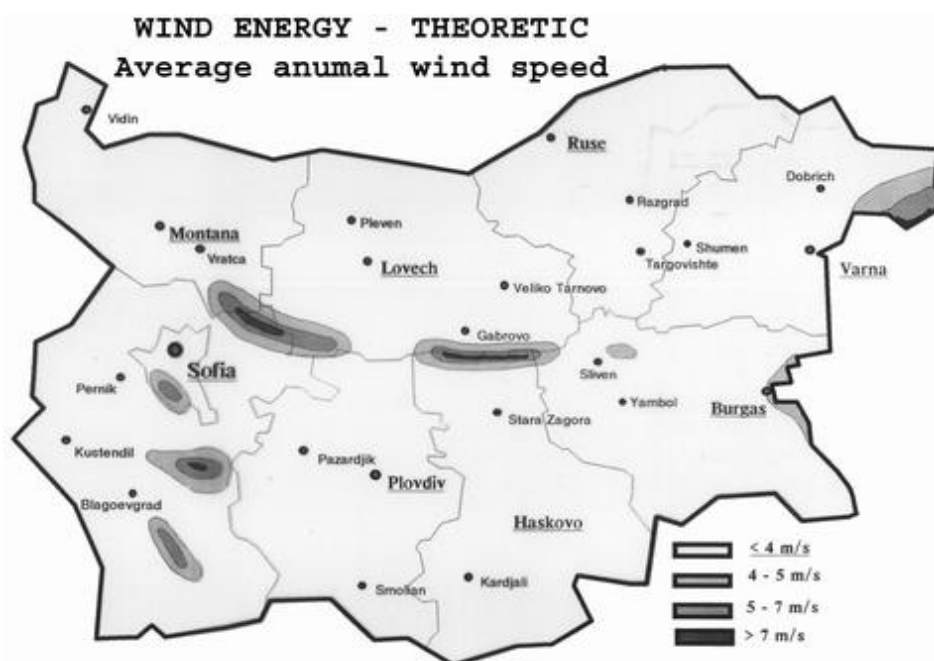 WIND ENERGY - THEORETIC
Average anumal wind speed
Vidin
Ruse
Dobrich
Razgrad
Pleven
Montana
Vratca
Shumen
Targovishte
Varna
Lovech
Veliko Tarnovo
Gabrovo
Sofia
Sliven
Pernik
Yambol
Burgas
Stara Zagora
Kustendil
Pazardjik
Plovdiv
Blagoevgrad
Haskovo
Smolian
Kardjali
< 4 m/s
4 - 5 m/s
5 - 7 m/s
> 7 m/s